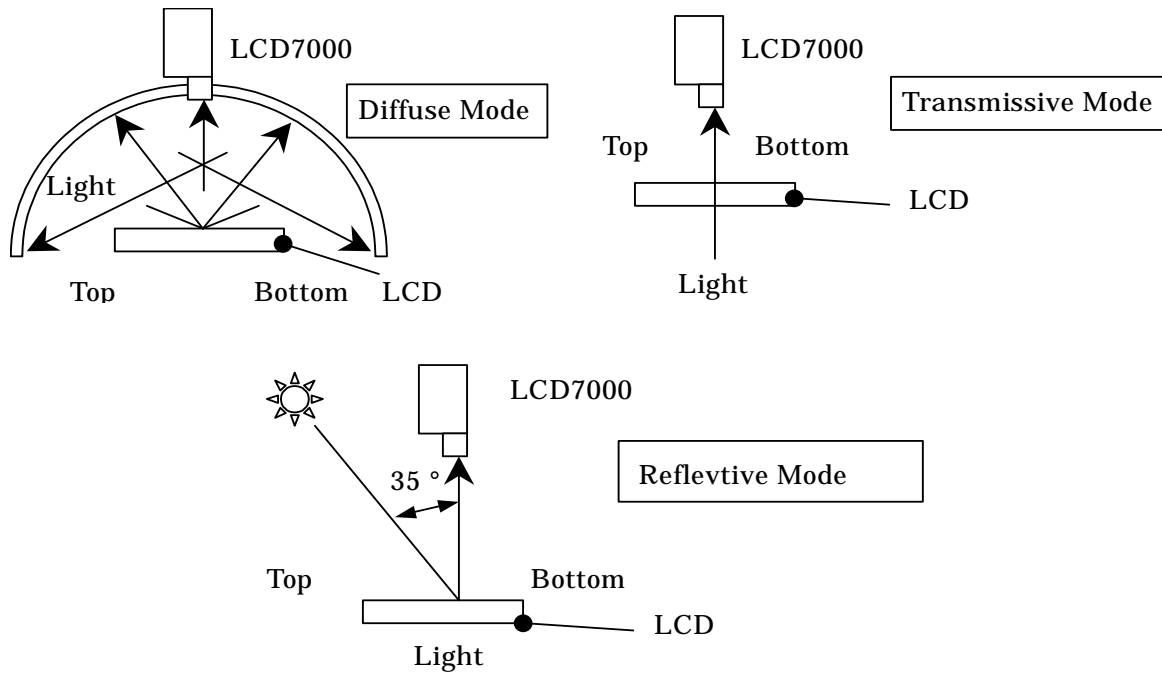 LCD7000
Diffuse Mode
Light
Top Bottom LCD
LCD7000
Transmissive Mode
Top Bottom
LCD
Light
LCD7000
35 °
Reflevtive Mode
Top Bottom
LCD
Light